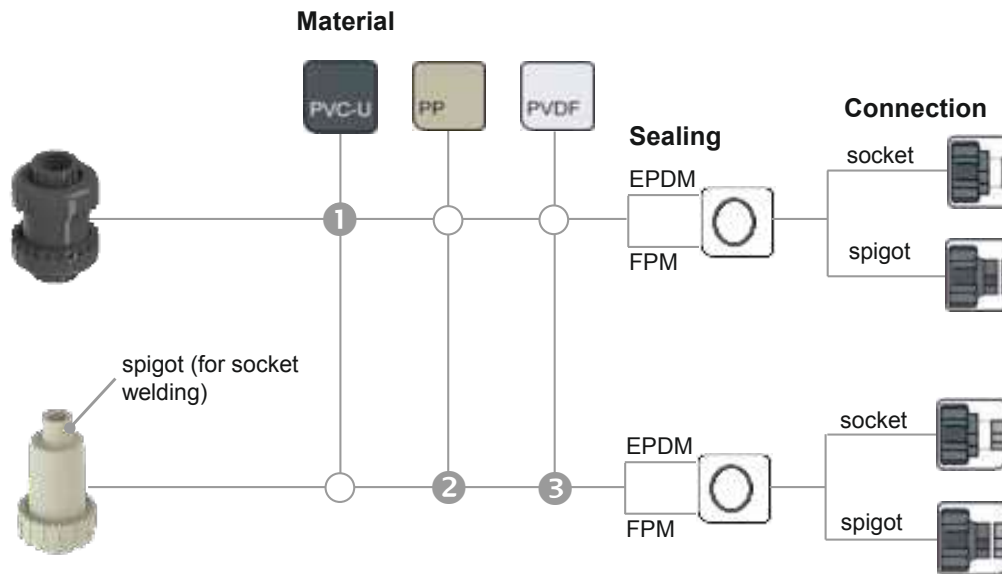 Material
PVC-U
PP
PVDF
Sealing
Connection
socket
EPDM
1
spigot
FPM
spigot (for socket
welding)
socket
EPDM
2
3
spigot
FPM